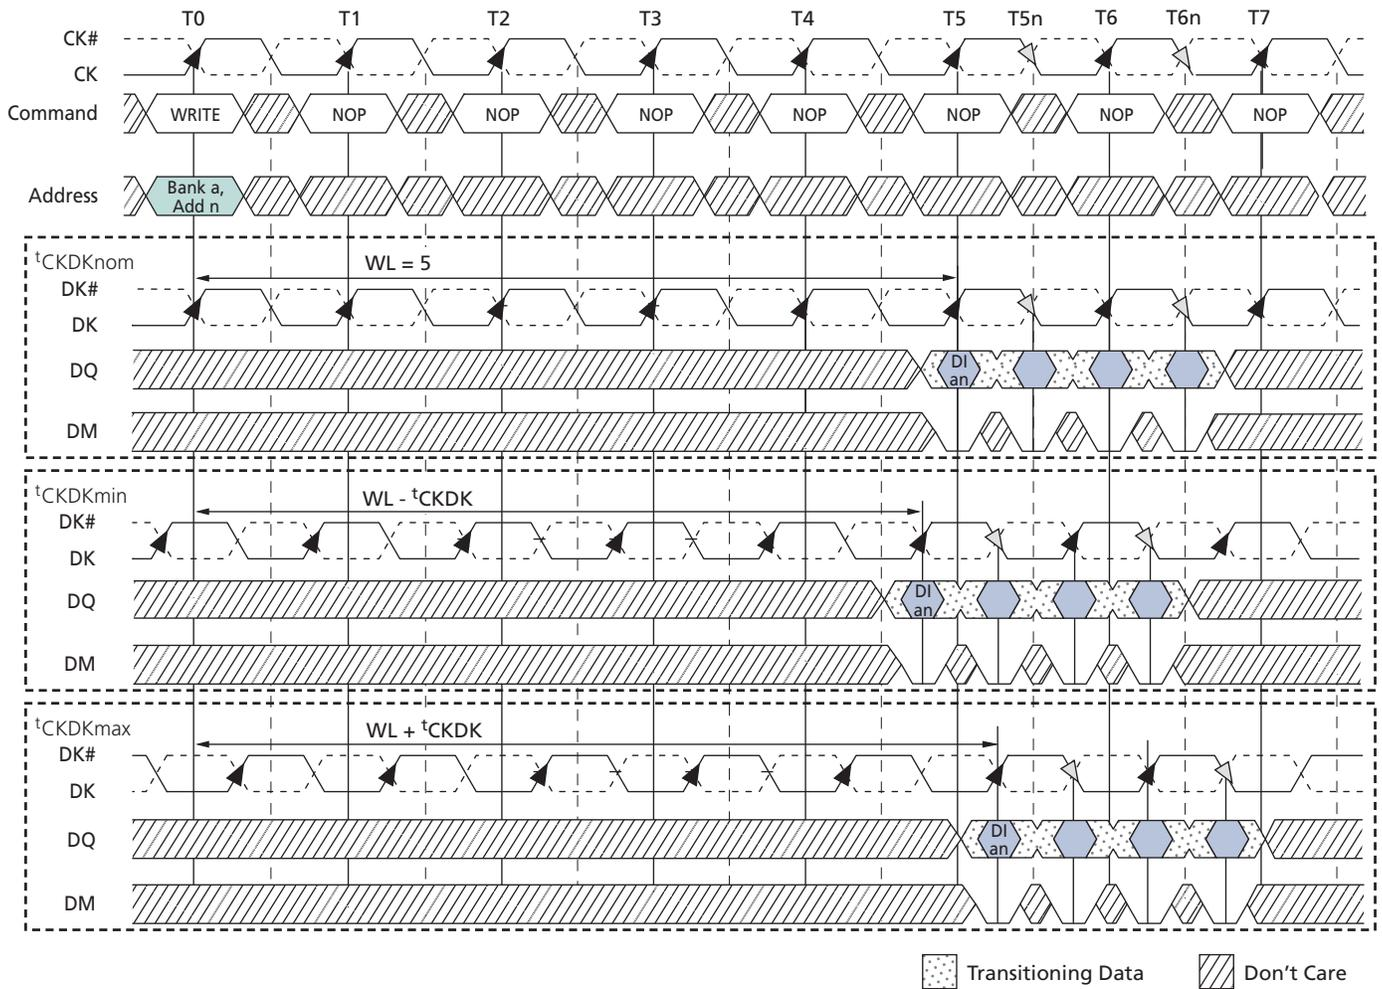 T0 T1 T2 T3 T4 T5 T5n T6 T6n T7
CK#
CK
Command WRITE NOP NOP NOP NOP NOP NOP NOP
Address Bank a,
Add n
tCKDKnom
WL = 5
DK#
DK
DQ DI
an
DM
tCKDKmin
WL - tCKDK
DK#
DK
DQ DI
an
DM
tCKDKmax
WL + tCKDK
DK#
DK
DQ DI
an
DM
Transitioning Data Don't Care